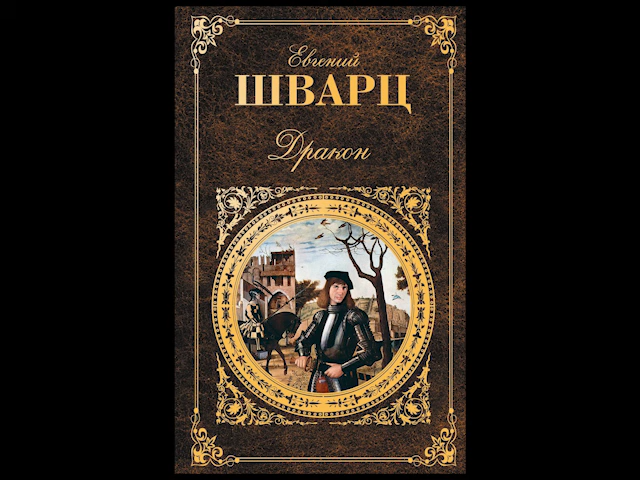 Евгений
ШВАРЦ
Дракон